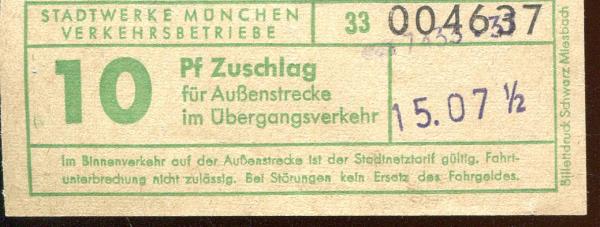 STADTWERKE MÜNCHEN
VERKEHRSBETRIEBE
33 004637
10 Pf Zuschlag
für Außenstrecke
im Übergangsverkehr
15.07 ½
Im Binnenverkehr auf der Außenstrecke ist der Stadtnetztarif gültig. Fahrt-
unterbrechung nicht zulässig. Bei Störungen kein Ersatz des Fahrgeldes.
Billettdruck Schwarz Miesbach